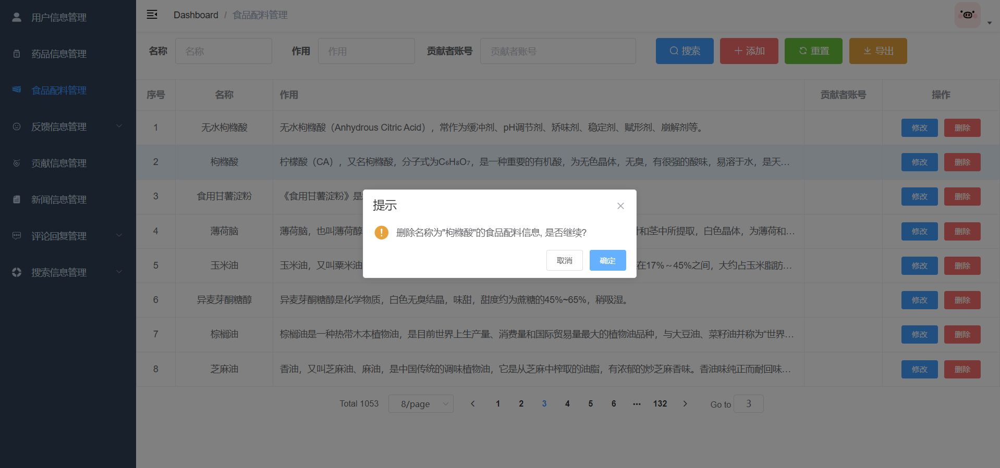 用户信息管理
药品信息管理
食品配料管理
反馈信息管理
贡献信息管理
新闻信息管理
评论回复管理
搜索信息管理
Dashboard / 食品配料管理
名称 名称 作用 作用 贡献者账号 贡献者账号 搜索 添加 重置 导出
序号 名称 作用 贡献者账号 操作
1 无水枸橼酸 无水枸橼酸（Anhydrous Citric Acid），常作为缓冲剂、pH调节剂、矫味剂、稳定剂、赋形剂、崩解剂等。 修改 删除
2 枸橼酸 柠檬酸（CA），又名枸橼酸，分子式为C₆H₈O₇，是一种重要的有机酸，为无色晶体，无臭，有很强的酸味，易溶于水，是天… 修改 删除
3 食用甘薯淀粉 《食用甘薯淀粉》是 修改 删除
4 薄荷脑 薄荷脑，也叫薄荷醇 和茎中所提取，白色晶体，为薄荷和… 修改 删除
5 玉米油 玉米油，又叫粟米油 在17%～45%之间，大约占玉米脂肪… 修改 删除
6 异麦芽酮糖醇 异麦芽酮糖醇是化学物质，白色无臭结晶，味甜，甜度约为蔗糖的45%~65%，稍吸湿。 修改 删除
7 棕榈油 棕榈油是一种热带木本植物油，是目前世界上生产量、消费量和国际贸易量最大的植物油品种，与大豆油、菜籽油并称为“世界… 修改 删除
8 芝麻油 香油，又叫芝麻油、麻油，是中国传统的调味植物油，它是从芝麻中榨取的油脂，有浓郁的炒芝麻香味。香油味纯正而耐回味… 修改 删除
提示
删除名称为"枸橼酸"的食品配料信息, 是否继续?
取消 确定
Total 1053 8/page 1 2 3 4 5 6 ••• 132 Go to 3